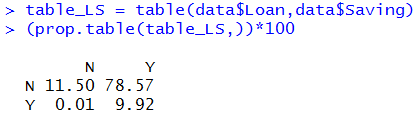 > table_LS = table(data$Loan,data$Saving)
> (prop.table(table_LS,))*100
N Y
N 11.50 78.57
Y 0.01 9.92